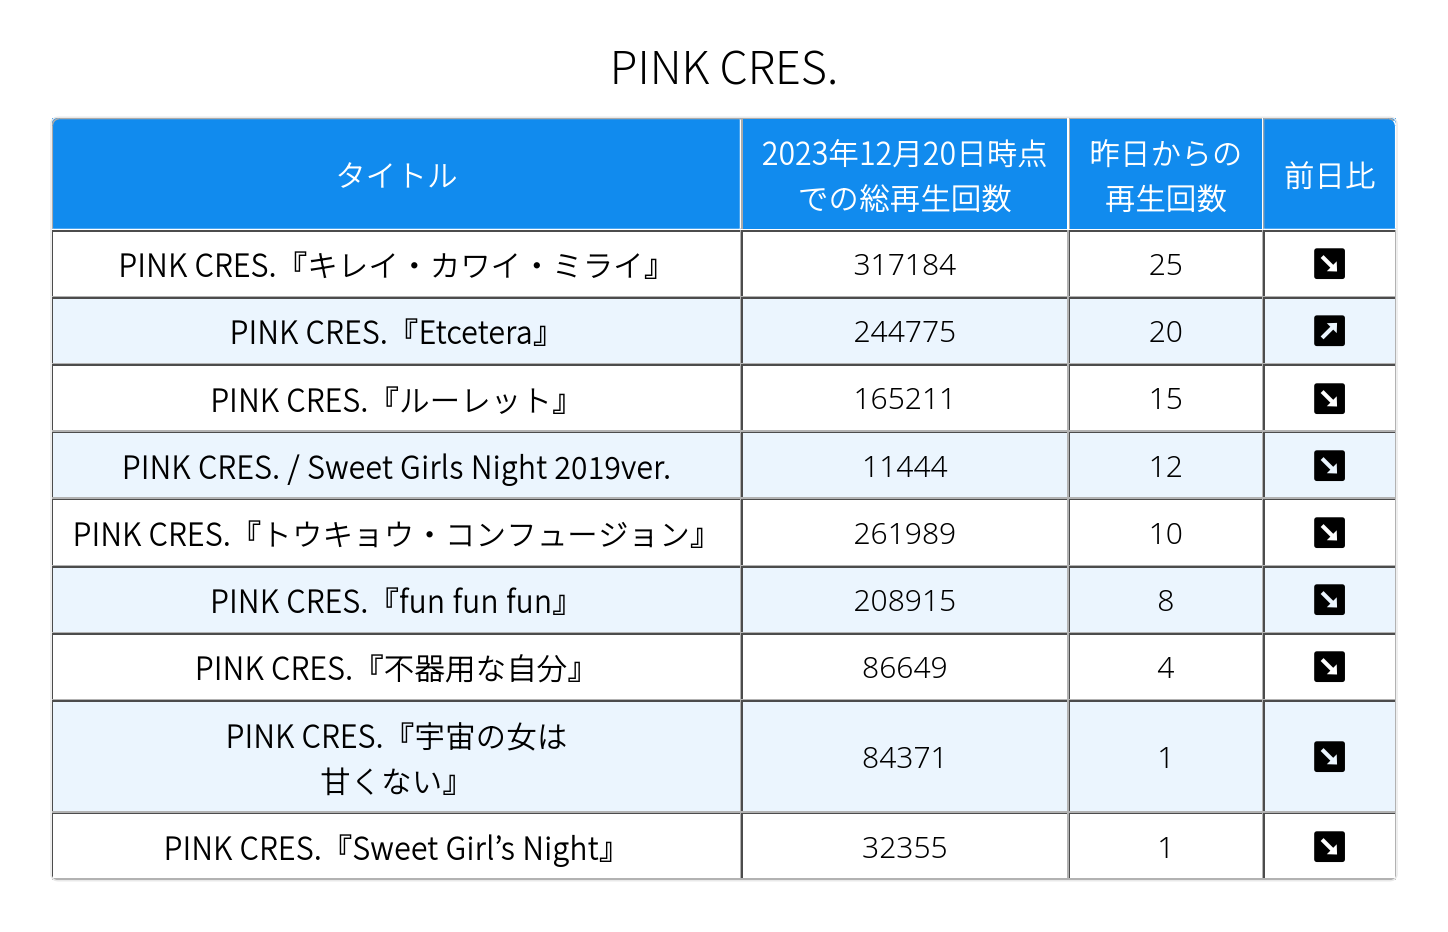 PINK CRES.
タイトル
2023年12月20日時点
での総再生回数
昨日からの
再生回数
前日比
PINK CRES.『キレイ・カワイ・ミライ』 317184 25 ↘
PINK CRES.『Etcetera』 244775 20 ↗
PINK CRES.『ルーレット』 165211 15 ↘
PINK CRES. / Sweet Girls Night 2019ver. 11444 12 ↘
PINK CRES.『トウキョウ・コンフュージョン』 261989 10 ↘
PINK CRES.『fun fun fun』 208915 8 ↘
PINK CRES.『不器用な自分』 86649 4 ↘
PINK CRES.『宇宙の女は
甘くない』 84371 1 ↘
PINK CRES.『Sweet Girl’s Night』 32355 1 ↘